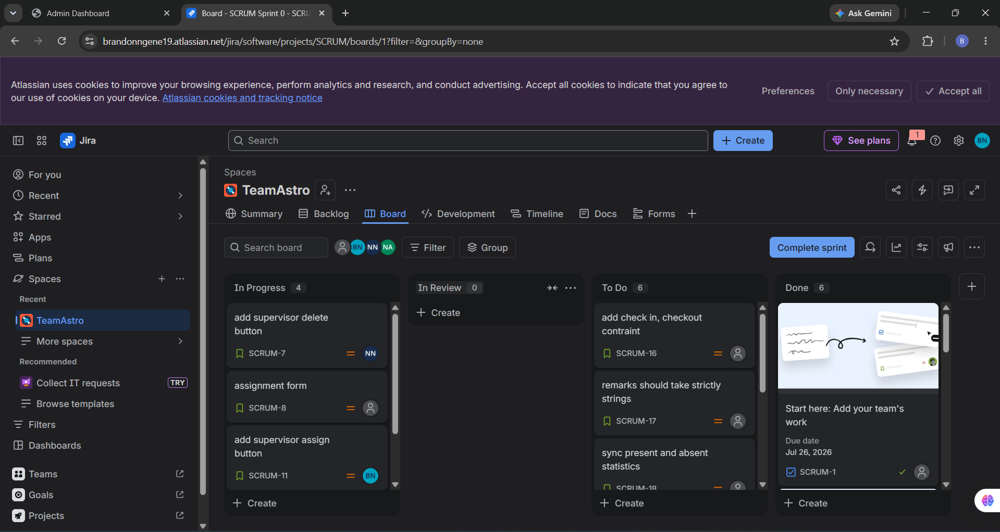 Admin Dashboard
Board - SCRUM Sprint 0 - SCRU
Ask Gemini
brandonngene19.atlassian.net/jira/software/projects/SCRUM/boards/1?filter=&groupBy=none
B
Atlassian uses cookies to improve your browsing experience, perform analytics and research, and conduct advertising. Accept all cookies to indicate that you agree to
our use of cookies on your device. Atlassian cookies and tracking notice
Preferences
Only necessary
Accept all
Jira
Search
Create
See plans
1
BN
For you
Recent
Starred
Apps
Plans
Spaces
Recent
TeamAstro
More spaces
Recommended
Collect IT requests
TRY
Browse templates
Filters
Dashboards
Teams
Goals
Projects
Spaces
TeamAstro
Summary
Backlog
Board
Development
Timeline
Docs
Forms
Search board
BN
NN
NA
Filter
Group
Complete sprint
In Progress 4
add supervisor delete
button
SCRUM-7
NN
assignment form
SCRUM-8
add supervisor assign
button
SCRUM-11
BN
Create
In Review 0
Create
To Do 6
add check in, checkout
contraint
SCRUM-16
remarks should take strictly
strings
SCRUM-17
sync present and absent
statistics
SCRUM-18
Create
Done 6
Start here: Add your team's
work
Due date
Jul 26, 2026
SCRUM-1
Create